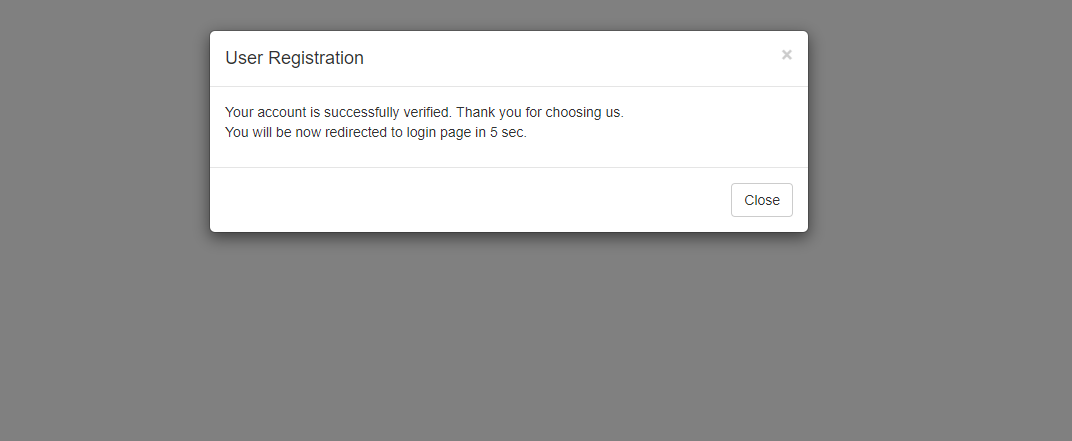 User Registration
×
Your account is successfully verified. Thank you for choosing us.
You will be now redirected to login page in 5 sec.
Close